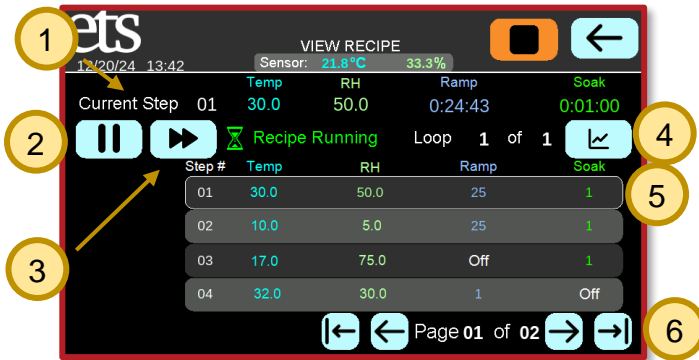 1
ets
12/20/24 13:42
VIEW RECIPE
Sensor: 21.8°C 33.3%
Temp RH Ramp Soak
Current Step 01 30.0 50.0 0:24:43 0:01:00
2
Recipe Running Loop 1 of 1
4
Step # Temp RH Ramp Soak
01 30.0 50.0 25 1
5
02 10.0 5.0 25 1
3
03 17.0 75.0 Off 1
04 32.0 30.0 1 Off
Page 01 of 02
6